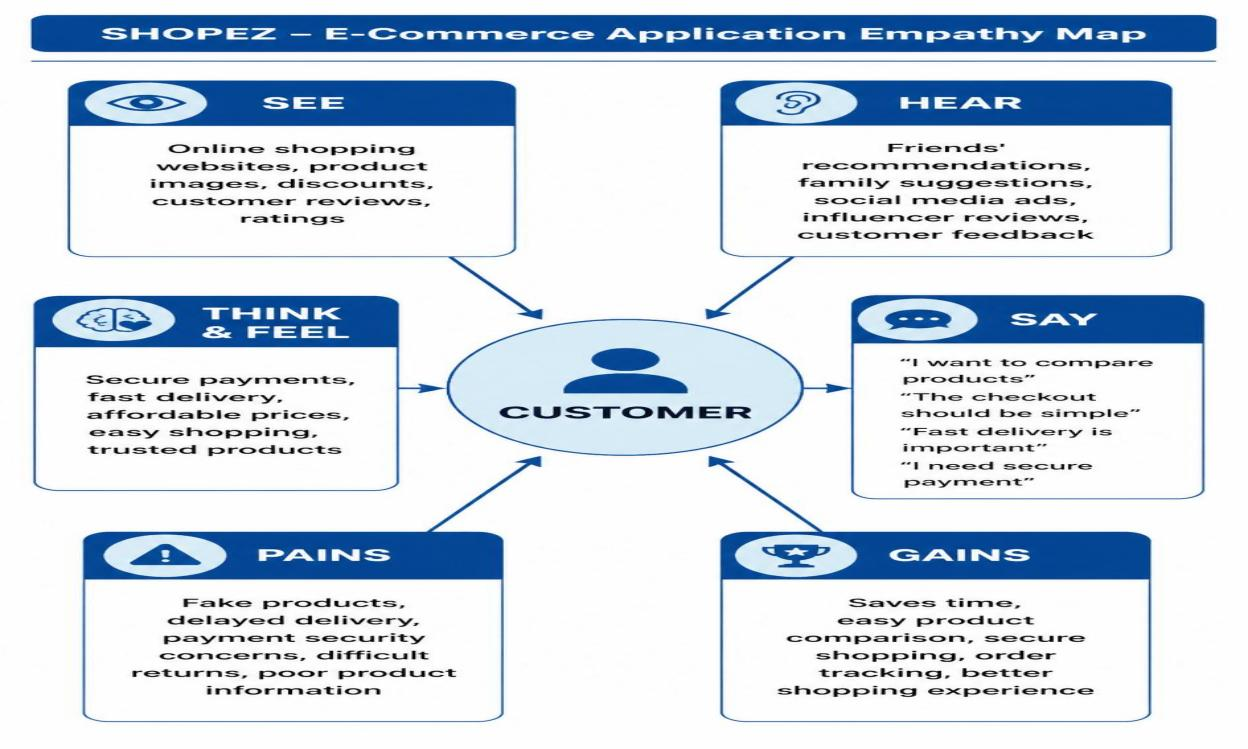 SHOPEZ – E-Commerce Application Empathy Map
SEE
Online shopping
websites, product
images, discounts,
customer reviews,
ratings
HEAR
Friends'
recommendations,
family suggestions,
social media ads,
influencer reviews,
customer feedback
THINK
& FEEL
Secure payments,
fast delivery,
affordable prices,
easy shopping,
trusted products
CUSTOMER
SAY
“I want to compare
products”
“The checkout
should be simple”
“Fast delivery is
important”
“I need secure
payment”
PAINS
Fake products,
delayed delivery,
payment security
concerns, difficult
returns, poor product
information
GAINS
Saves time,
easy product
comparison, secure
shopping, order
tracking, better
shopping experience